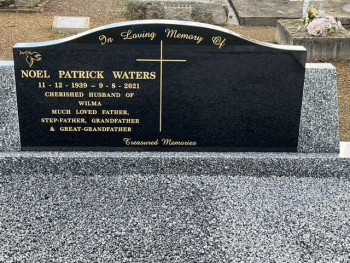 In Loving Memory Of
NOEL PATRICK WATERS
11 - 12 - 1939 ~ 9 - 8 - 2021
CHERISHED HUSBAND OF
WILMA
MUCH LOVED FATHER,
STEP-FATHER, GRANDFATHER
& GREAT-GRANDFATHER
Treasured Memories